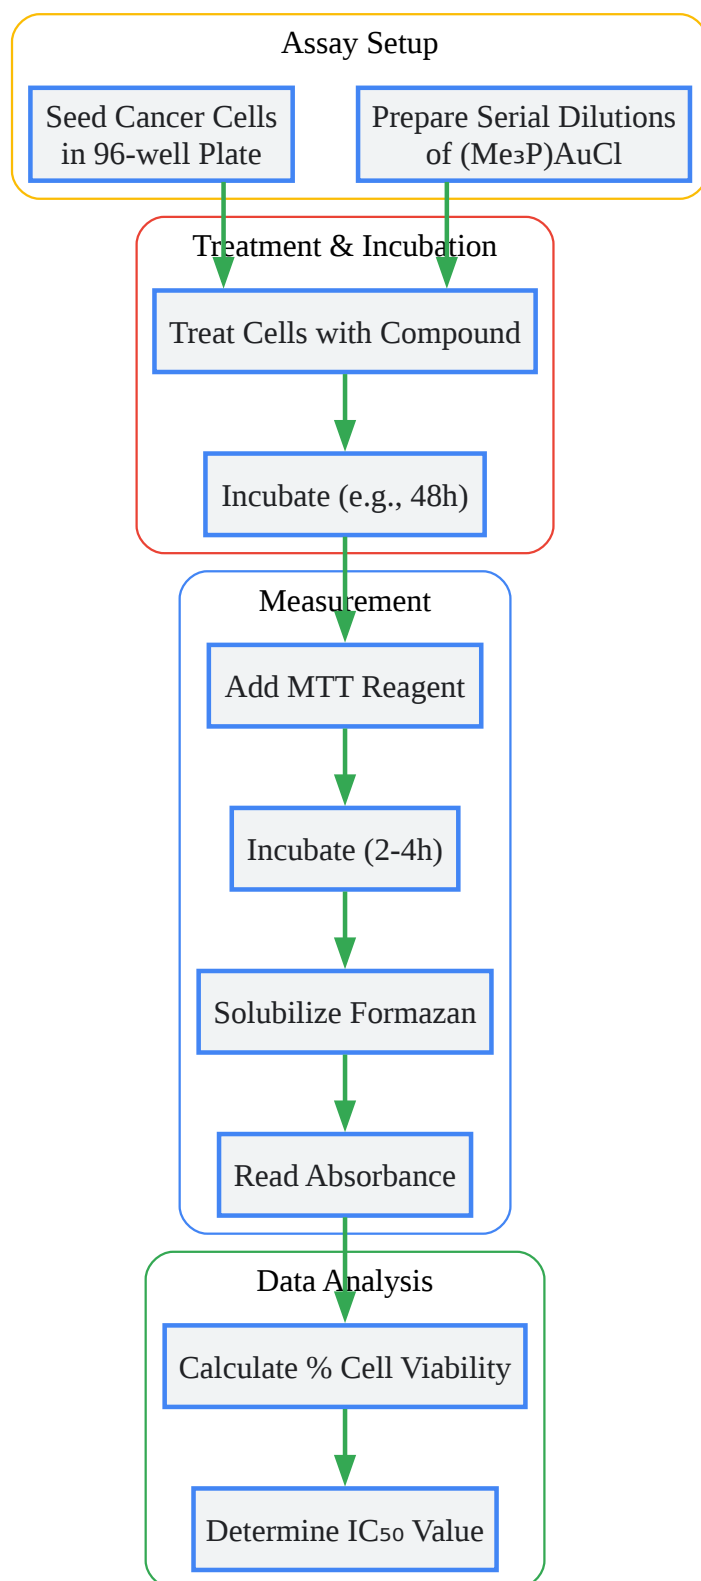 Assay Setup
Seed Cancer Cells
in 96-well Plate
Prepare Serial Dilutions
of (Me₃P)AuCl
Treatment & Incubation
Treat Cells with Compound
Incubate (e.g., 48h)
Measurement
Add MTT Reagent
Incubate (2-4h)
Solubilize Formazan
Read Absorbance
Data Analysis
Calculate % Cell Viability
Determine IC₅₀ Value